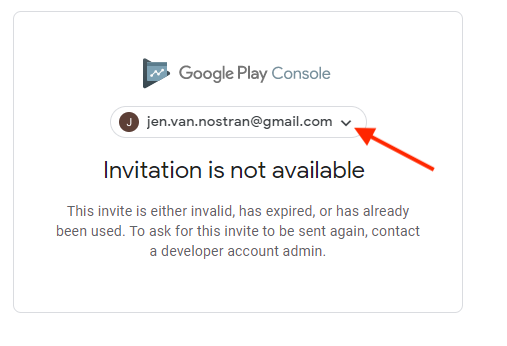 Google Play Console
J jen.van.nostran@gmail.com
Invitation is not available
This invite is either invalid, has expired, or has already
been used. To ask for this invite to be sent again, contact
a developer account admin.